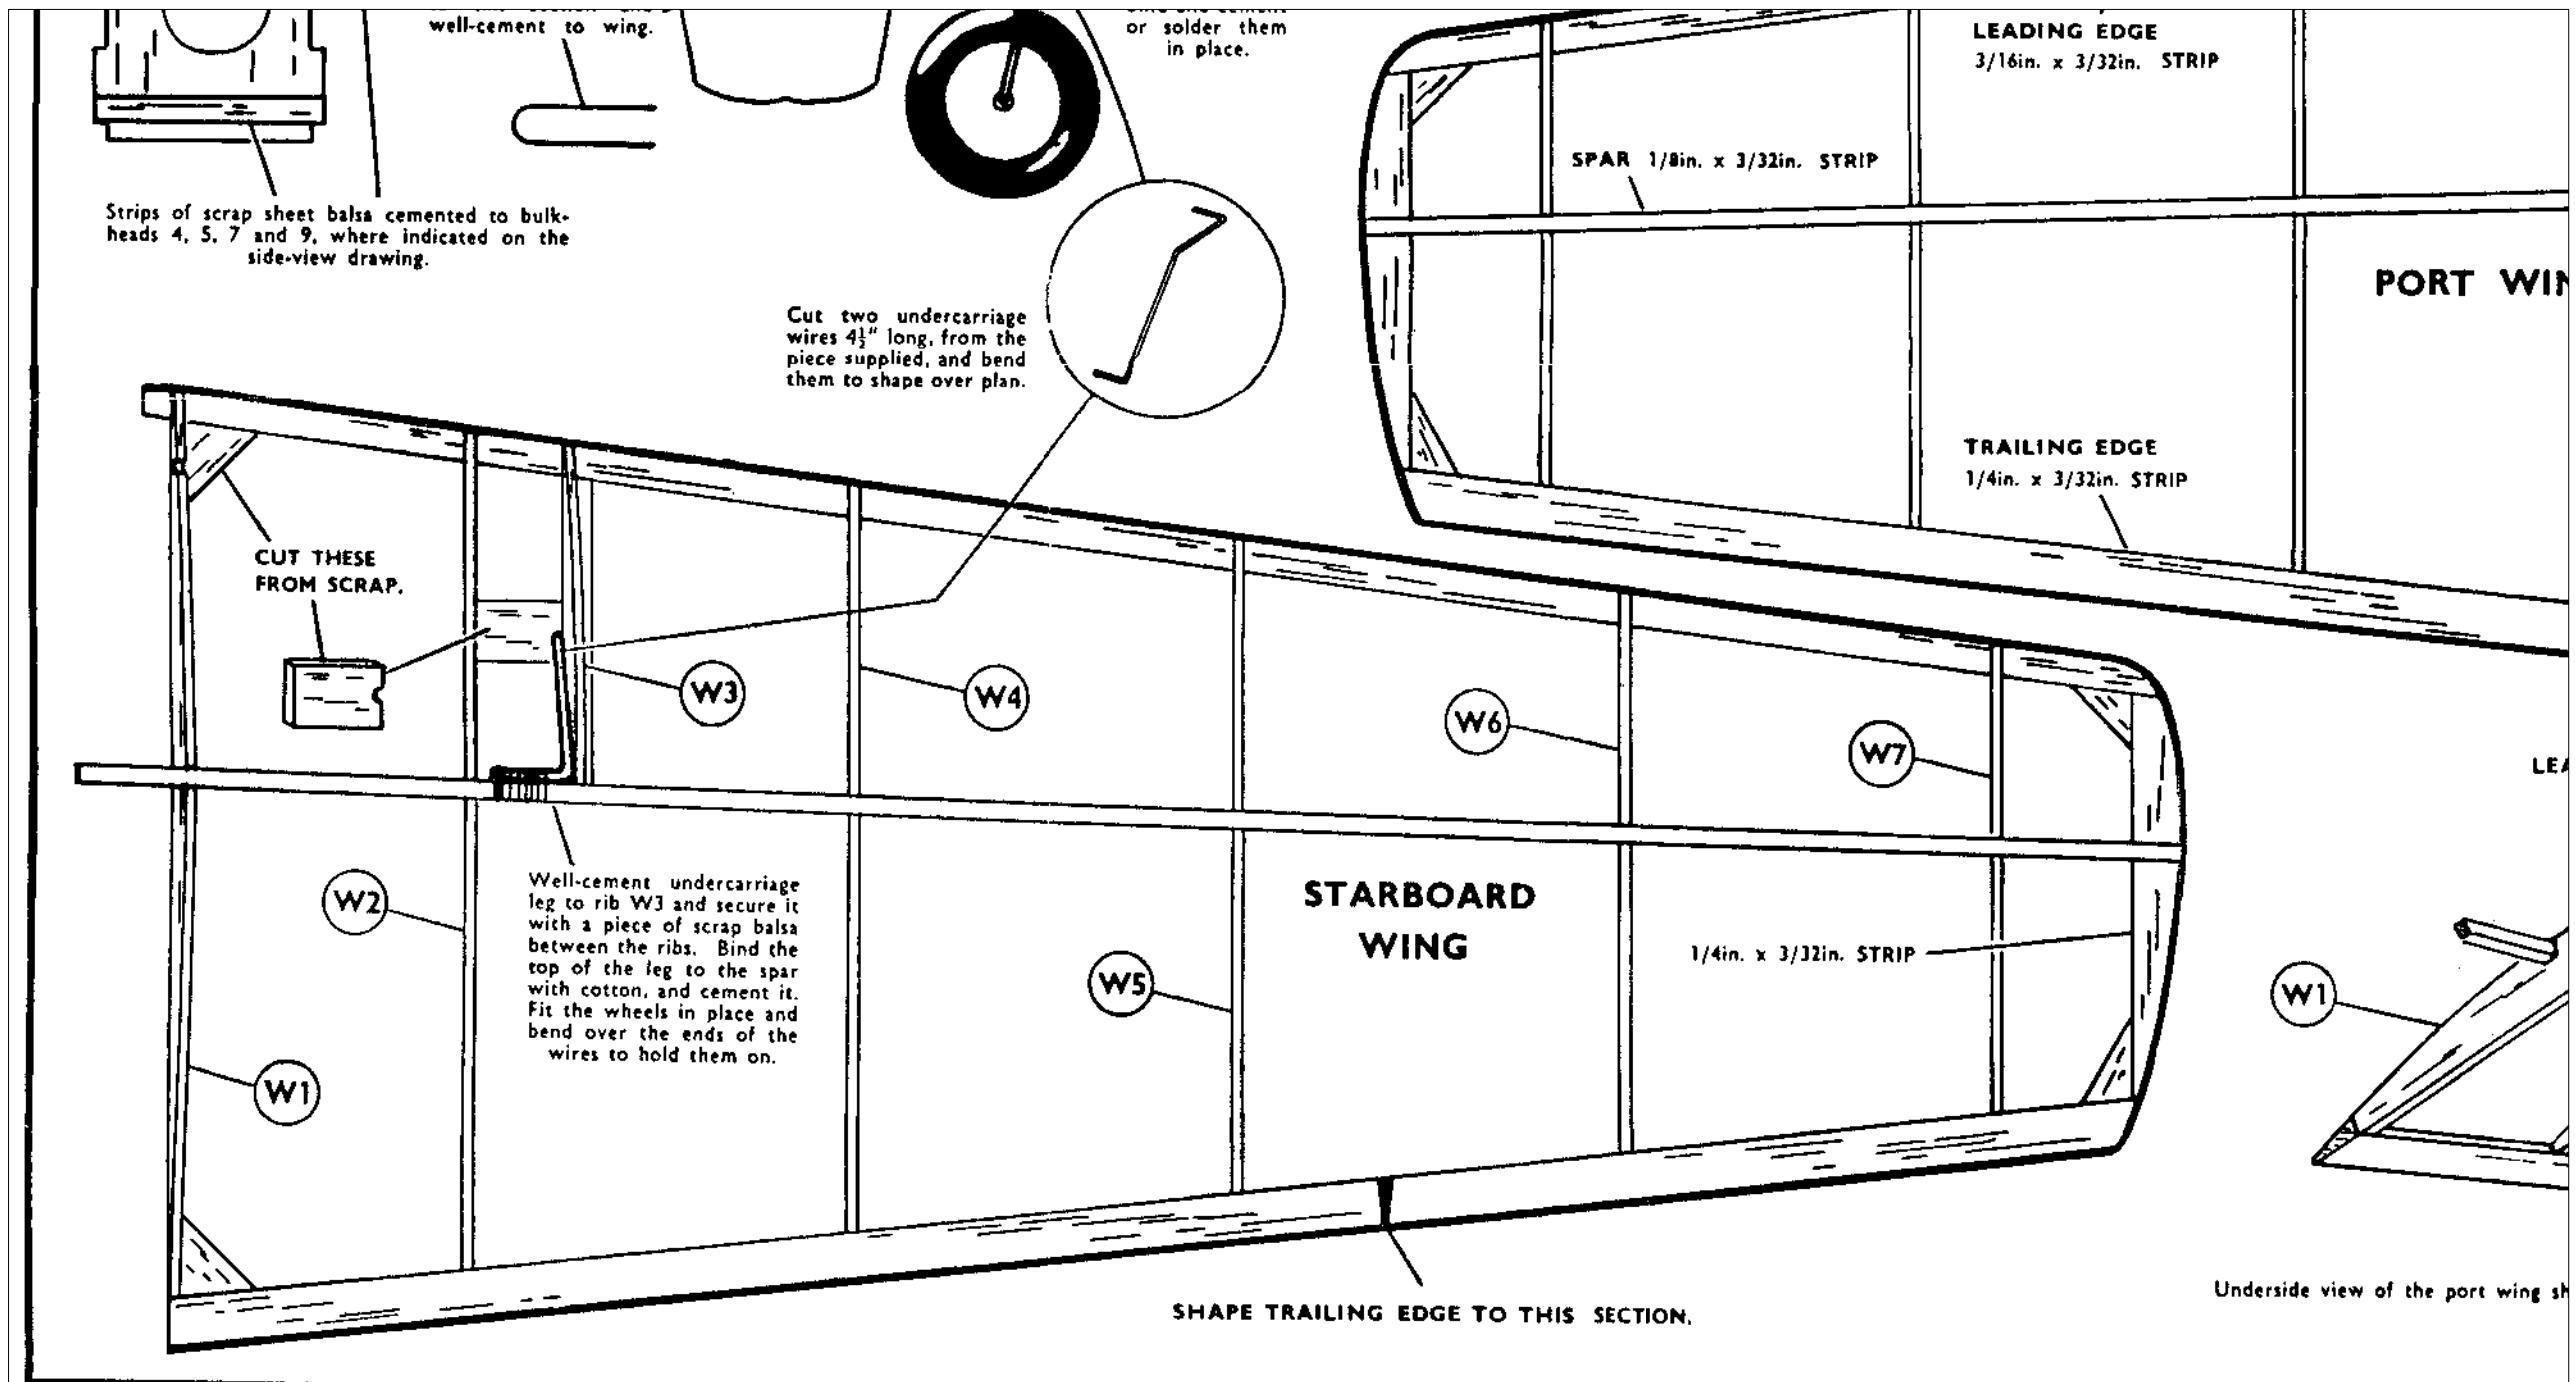 well-cement to wing.
or solder them
in place.
LEADING EDGE
3/16in. x 3/32in. STRIP
SPAR 1/8in. x 3/32in. STRIP
Strips of scrap sheet balsa cemented to bulk-
heads 4, 5, 7 and 9, where indicated on the
side-view drawing.
PORT
Cut two undercarriage
wires 4½" long, from the
piece supplied, and bend
them to shape over plan.
TRAILING EDGE
1/4in. x 3/32in. STRIP
CUT THESE
FROM SCRAP.
W3
W4
W6
W7
W2
Well-cement undercarriage
leg to rib W3 and secure it
with a piece of scrap balsa
between the ribs. Bind the
top of the leg to the spar
with cotton, and cement it.
Fit the wheels in place and
bend over the ends of the
wires to hold them on.
STARBOARD
WING
1/4in. x 3/32in. STRIP
W5
W1
W1
Underside view of the port wing
SHAPE TRAILING EDGE TO THIS SECTION.